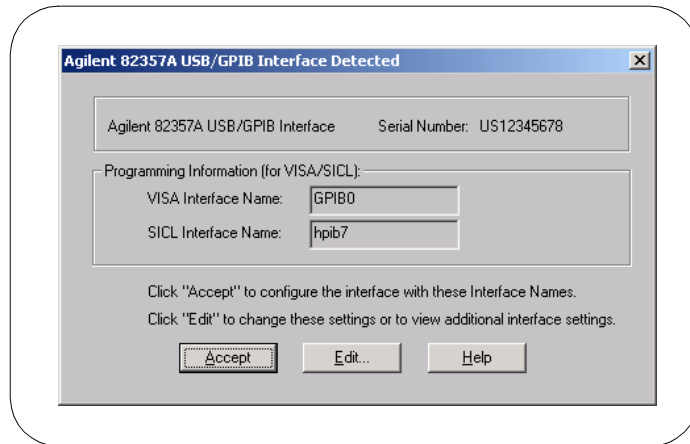 Agilent 82357A USB/GPIB Interface Detected
Agilent 82357A USB/GPIB Interface Serial Number: US12345678
Programming Information (for VISA/SICL):
VISA Interface Name: GPIB0
SICL Interface Name: hpib7
Click "Accept" to configure the interface with these Interface Names.
Click "Edit" to change these settings or to view additional interface settings.
Accept Edit... Help